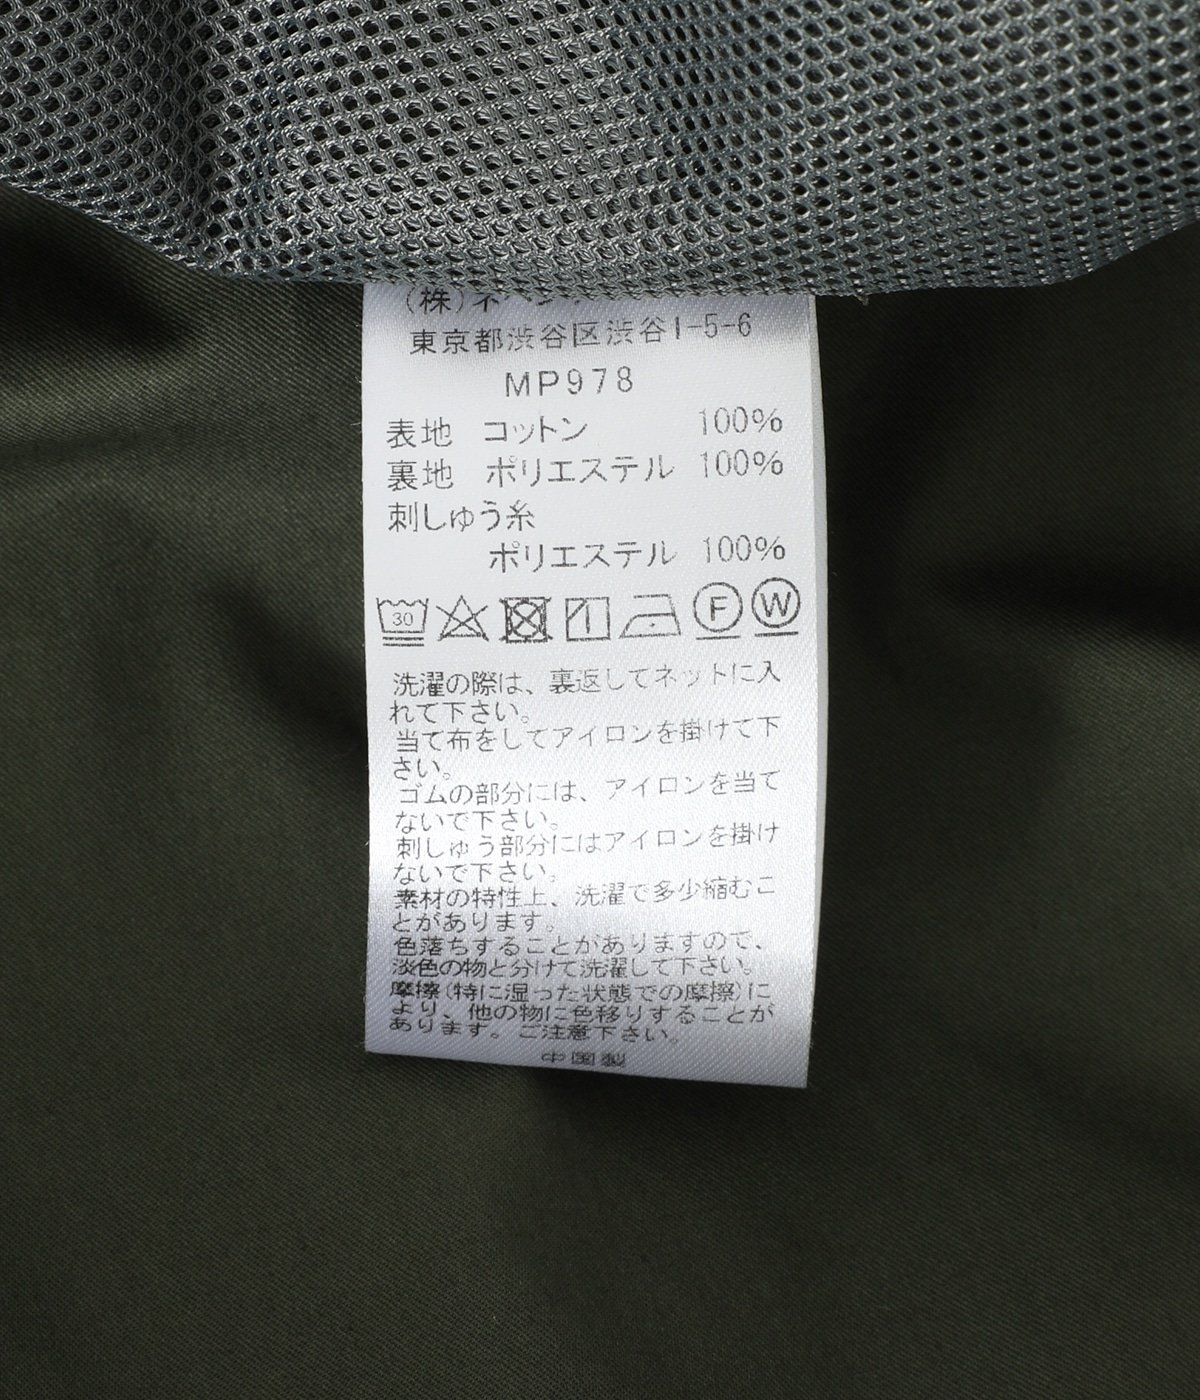 (株)ネペン
東京都渋谷区渋谷1-5-6
MP978
表地 コットン 100%
裏地 ポリエステル 100%
刺しゅう糸
ポリエステル 100%
30 F W
洗濯の際は、裏返してネットに入
れて下さい。
当て布をしてアイロンを掛けて下
さい。
ゴムの部分には、アイロンを当て
ないで下さい。
刺しゅう部分にはアイロンを掛け
ないで下さい。
素材の特性上、洗濯で多少縮むこ
とがあります。
色落ちすることがありますので、
淡色の物と分けて洗濯して下さい。
摩擦(特に湿った状態での摩擦)に
より、他の物に色移りすることが
あります。ご注意下さい。
中国製